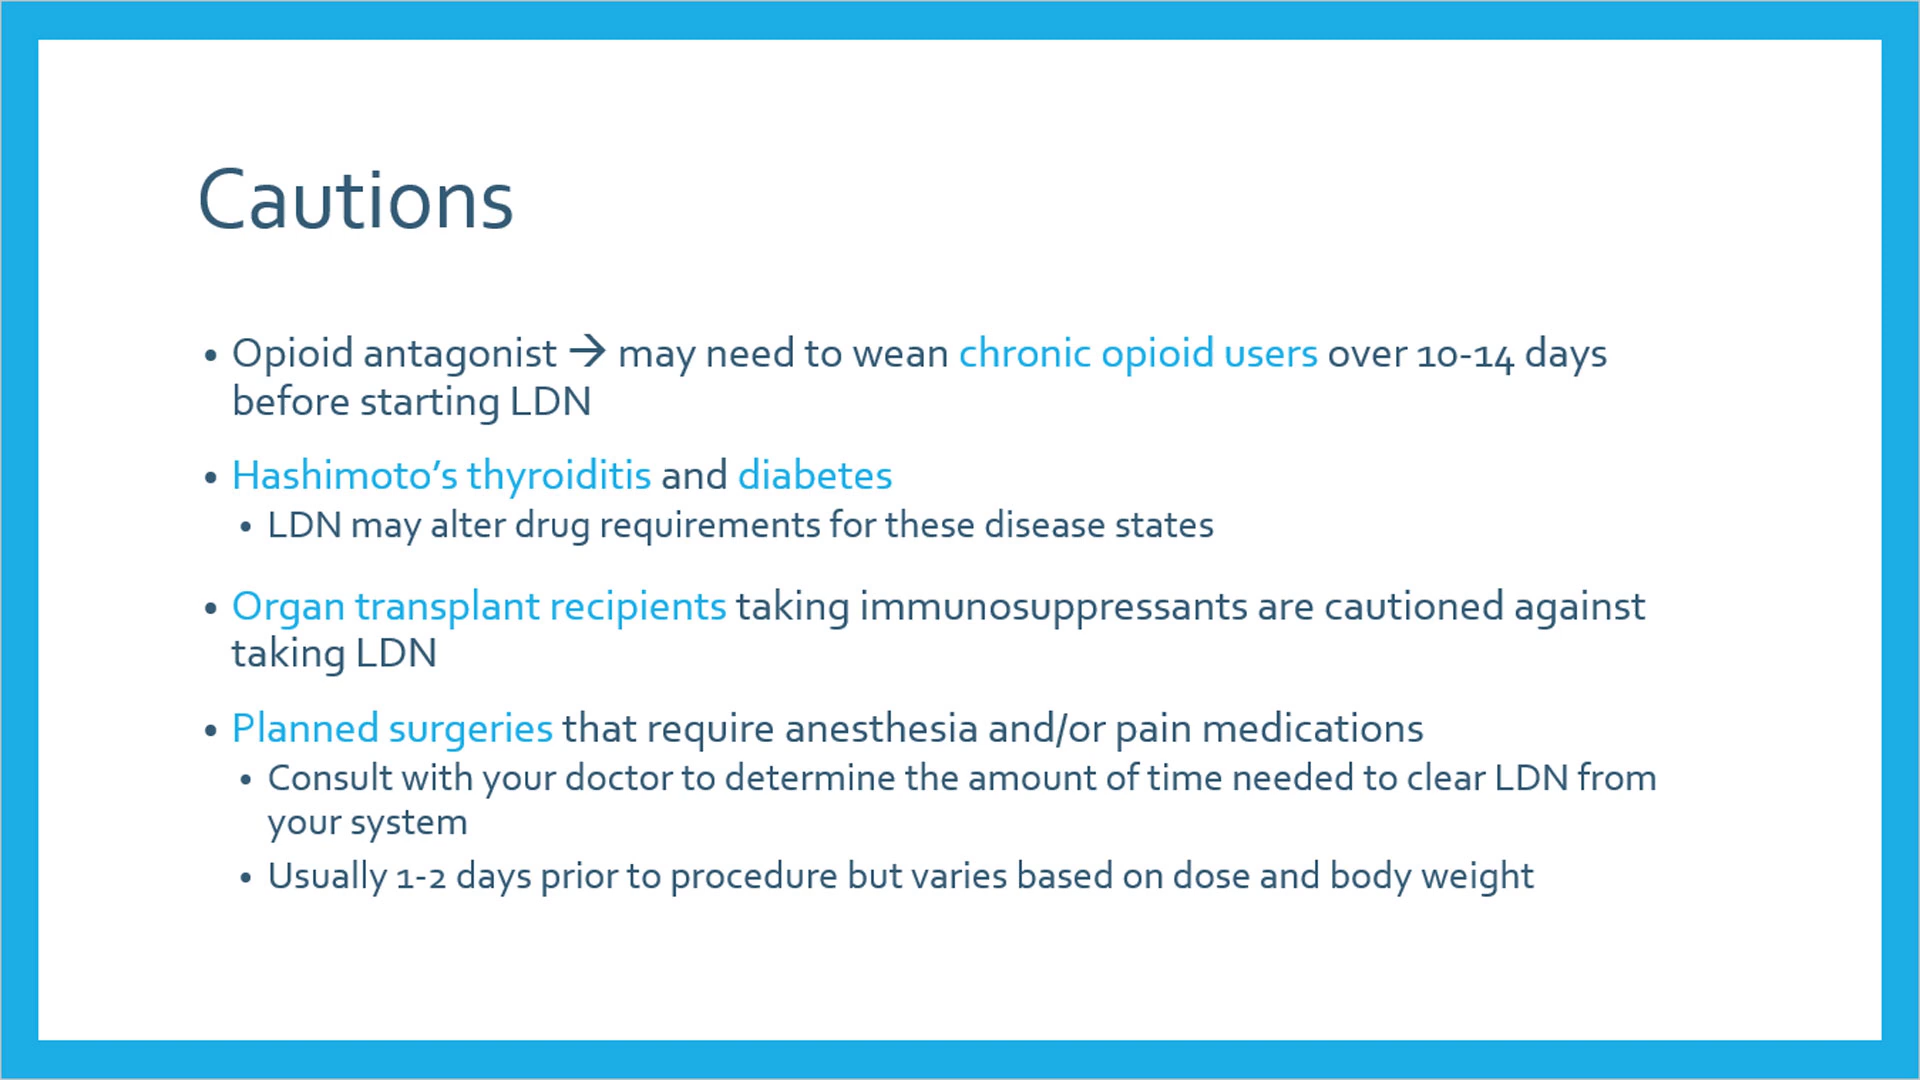 Cautions
• Opioid antagonist → may need to wean chronic opioid users over 10-14 days
before starting LDN
• Hashimoto’s thyroiditis and diabetes
• LDN may alter drug requirements for these disease states
• Organ transplant recipients taking immunosuppressants are cautioned against
taking LDN
• Planned surgeries that require anesthesia and/or pain medications
• Consult with your doctor to determine the amount of time needed to clear LDN from
your system
• Usually 1-2 days prior to procedure but varies based on dose and body weight